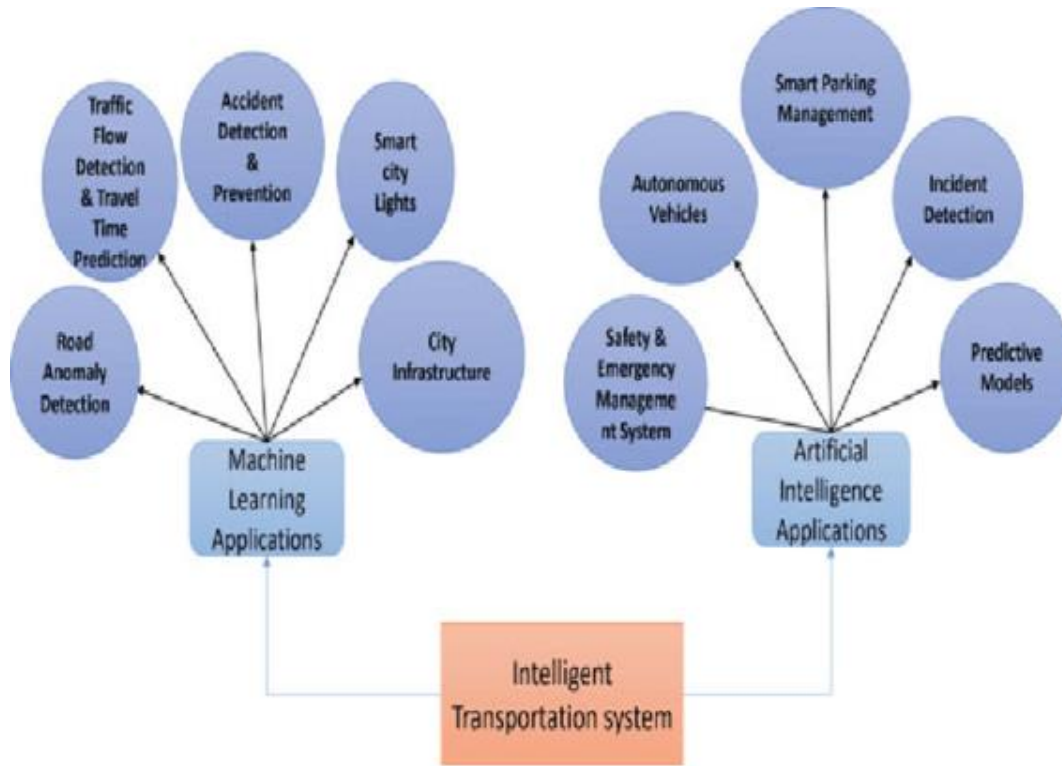 Traffic
Flow
Detection
& Travel
Time
Prediction
Accident
Detection
&
Prevention
Smart
city
Lights
Road
Anomaly
Detection
City
Infrastructure
Machine
Learning
Applications
Smart Parking
Management
Autonomous
Vehicles
Incident
Detection
Safety &
Emergency
Manageme
nt System
Predictive
Models
Artificial
Intelligence
Applications
Intelligent
Transportation system